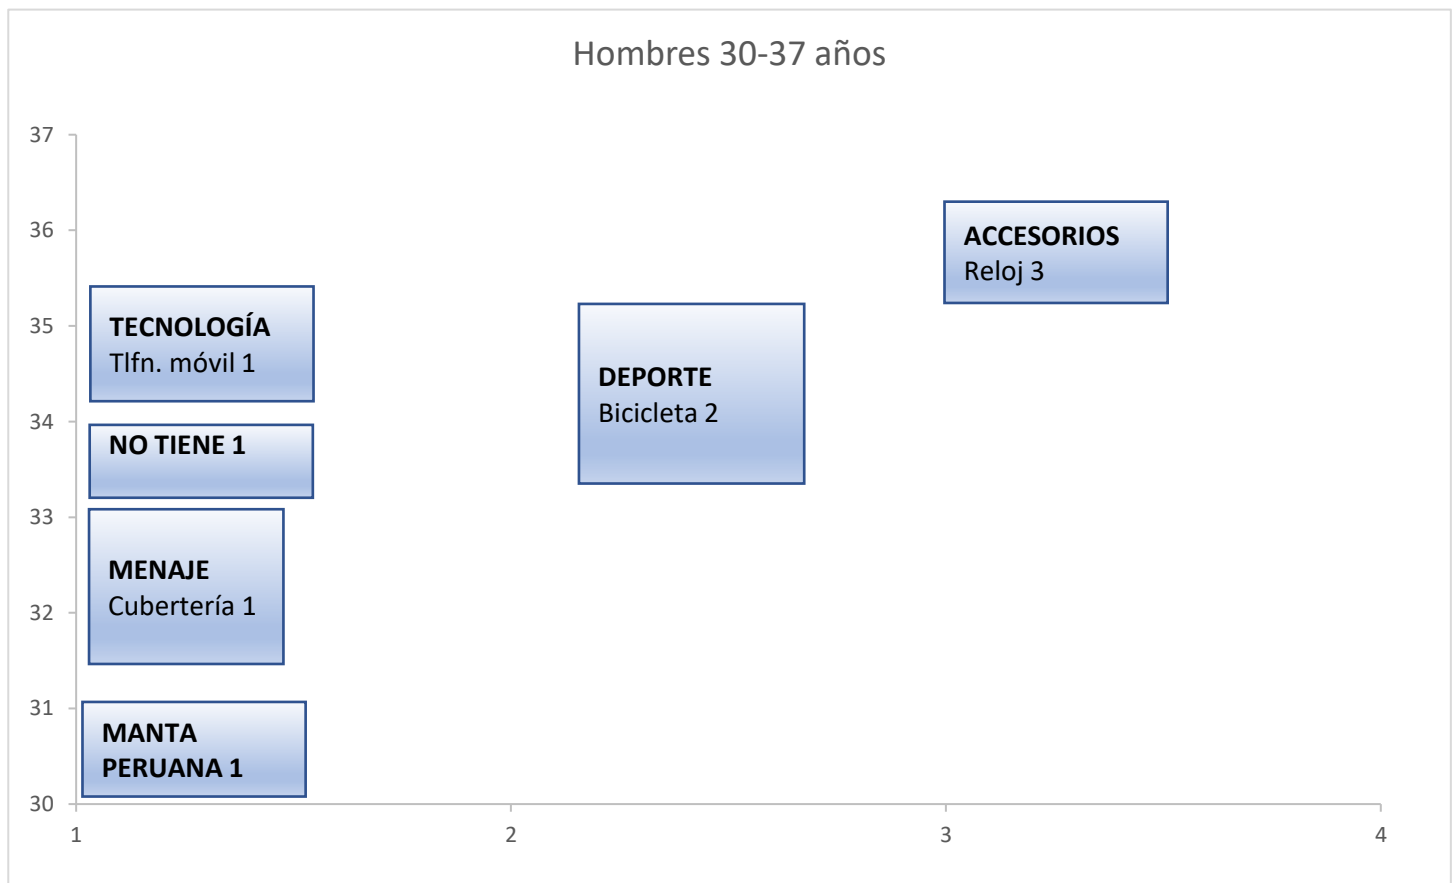 Hombres 30-37 años
37
36
35
34
33
32
31
30
ACCESORIOS
Reloj 3
TECNOLOGÍA
Tlfn. móvil 1
DEPORTE
Bicicleta 2
NO TIENE 1
MENAJE
Cubertería 1
MANTA
PERUANA 1
1 2 3 4